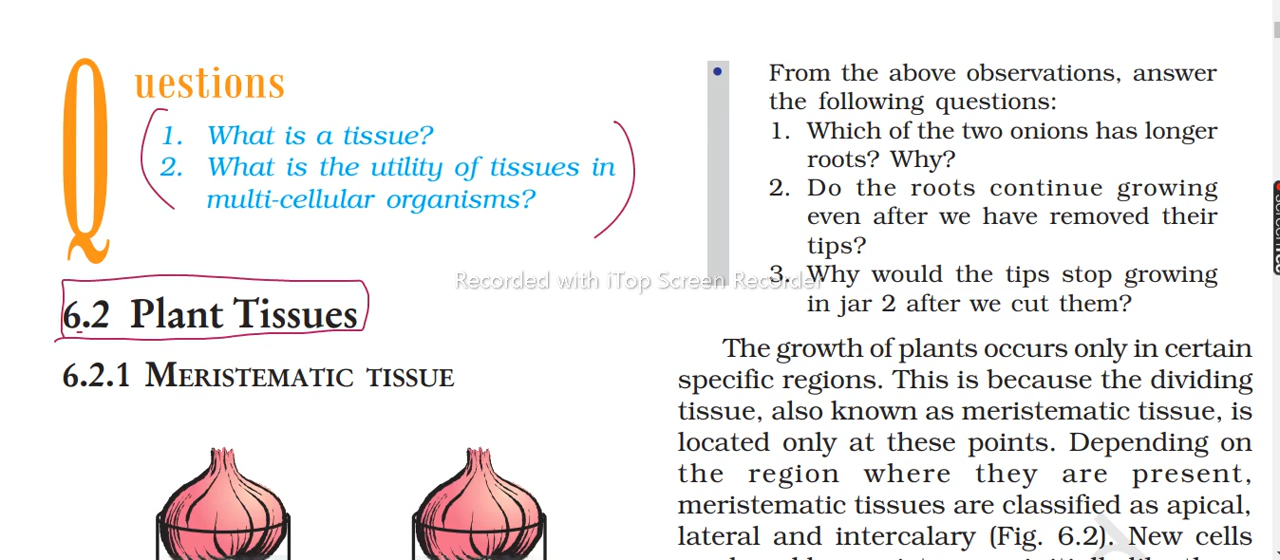 Questions
1. What is a tissue?
2. What is the utility of tissues in
multi-cellular organisms?
6.2 Plant Tissues
6.2.1 MERISTEMATIC TISSUE
• From the above observations, answer
the following questions:
1. Which of the two onions has longer
roots? Why?
2. Do the roots continue growing
even after we have removed their
tips?
3. Why would the tips stop growing
in jar 2 after we cut them?
The growth of plants occurs only in certain
specific regions. This is because the dividing
tissue, also known as meristematic tissue, is
located only at these points. Depending on
the region where they are present,
meristematic tissues are classified as apical,
lateral and intercalary (Fig. 6.2). New cells
Recorded with iTop Screen Recorder